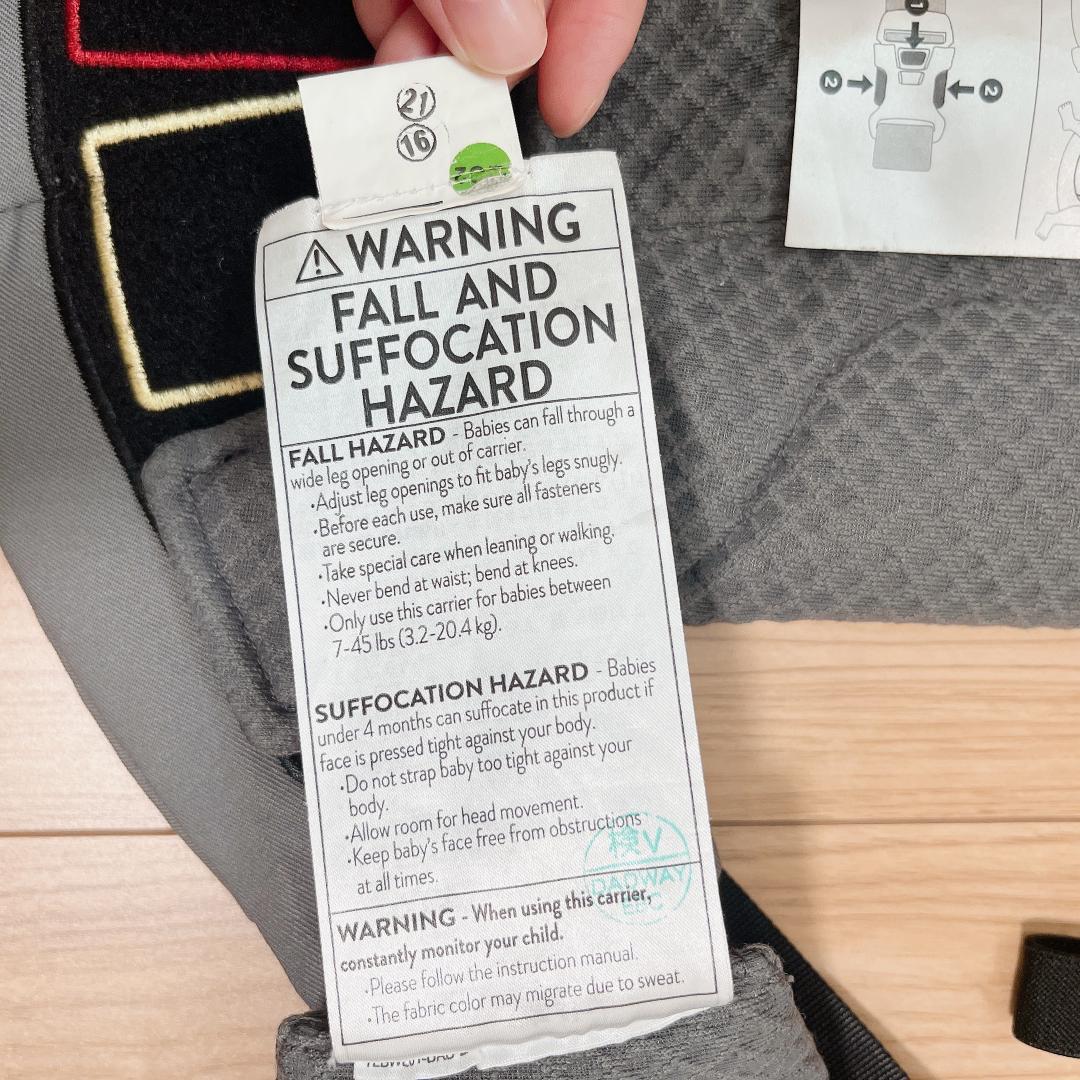 21
16
WARNING
FALL AND
SUFFOCATION
HAZARD
FALL HAZARD - Babies can fall through a
wide leg opening or out of carrier.
•Adjust leg openings to fit baby's legs snugly.
•Before each use, make sure all fasteners
are secure.
•Take special care when leaning or walking.
•Never bend at waist; bend at knees.
•Only use this carrier for babies between
7-45 lbs (3.2-20.4 kg).
SUFFOCATION HAZARD - Babies
under 4 months can suffocate in this product if
face is pressed tight against your body.
•Do not strap baby too tight against your
body.
•Allow room for head movement.
•Keep baby's face free from obstructions
at all times.
検V
DADWAY
WARNING - When using this carrier,
constantly monitor your child.
•Please follow the instruction manual.
•The fabric color may migrate due to sweat.
1
2
2